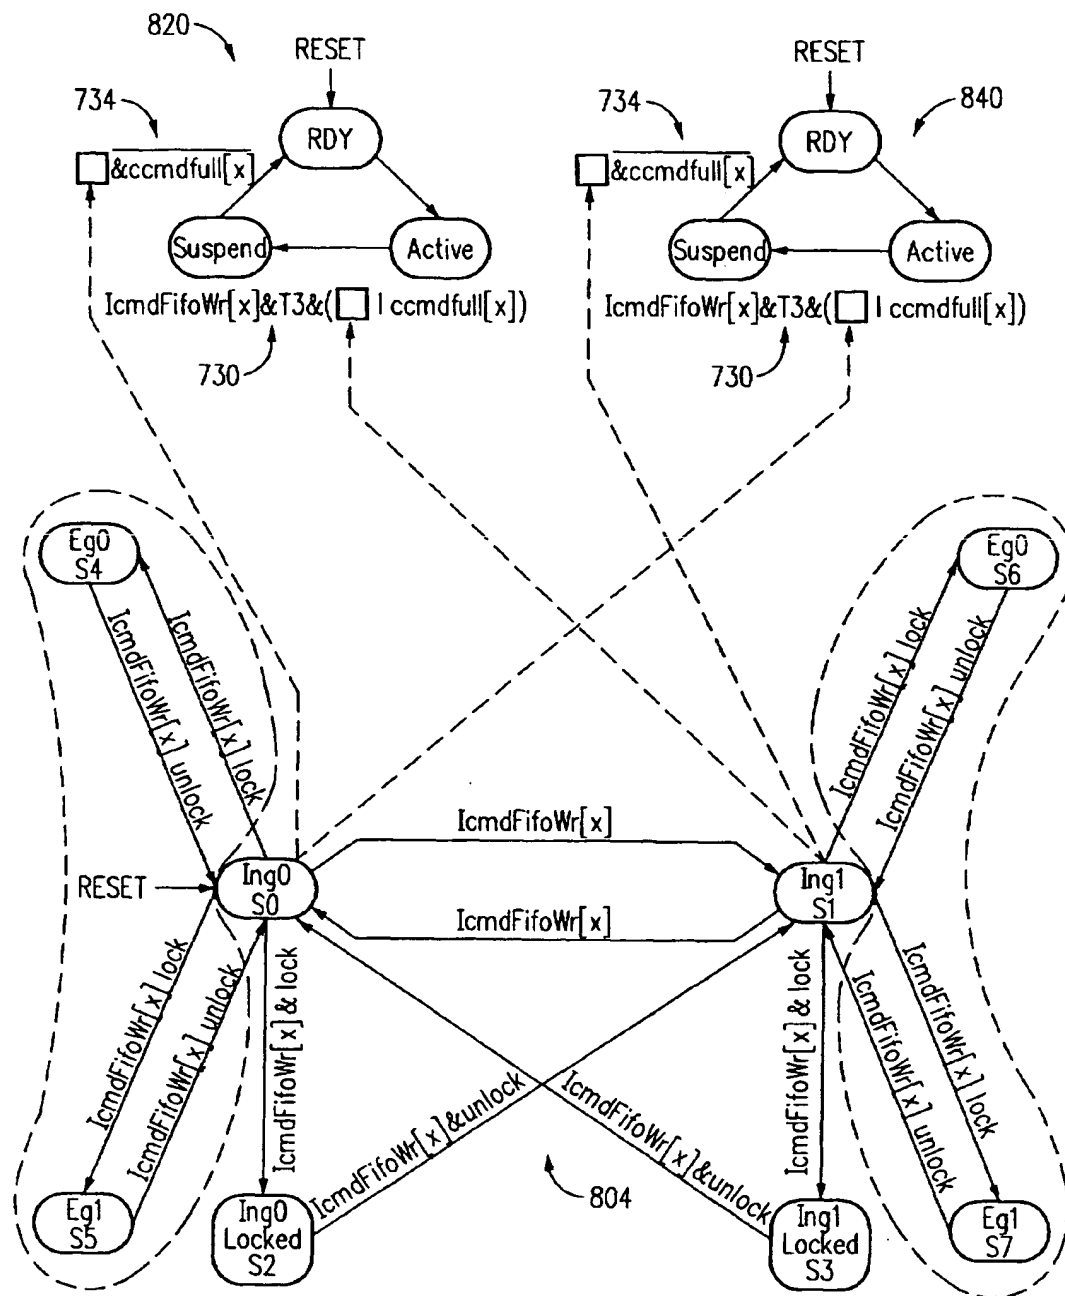 820
RESET
734
RDY
☐&ccmdfull[x]
Suspend
Active
IcmdFifoWr[x]&T3&(☐ | ccmdfull[x])
730
RESET
734
840
RDY
☐&ccmdfull[x]
Suspend
Active
IcmdFifoWr[x]&T3&(☐ | ccmdfull[x])
730
Eg0
S4
IcmdFifoWr[x] unlock
IcmdFifoWr[x] lock
Eg0
S6
IcmdFifoWr[x] lock
IcmdFifoWr[x] unlock
IcmdFifoWr[x]
RESET
Ing0
S0
Ing1
S1
IcmdFifoWr[x]
IcmdFifoWr[x] lock
IcmdFifoWr[x] unlock
IcmdFifoWr[x] & lock
IcmdFifoWr[x]&unlock
IcmdFifoWr[x]&unlock
IcmdFifoWr[x] & lock
IcmdFifoWr[x] unlock
IcmdFifoWr[x] lock
804
Eg1
S5
Ing0
Locked
S2
Ing1
Locked
S3
Eg1
S7